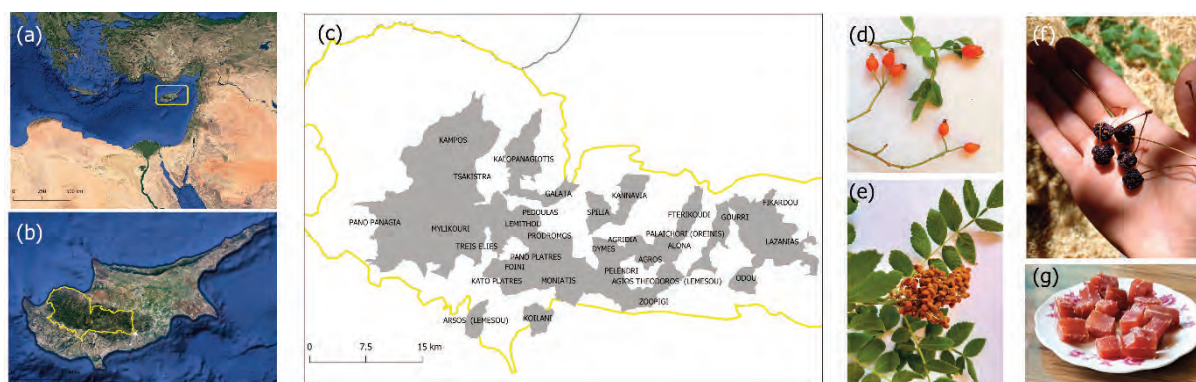 (a)
(b)
(c)
KAMPOS
KALOPANAGIOTIS
TSAKISTRA
GALATA
KANNAVIA
PEDOULAS
SPILIA
FTERIKOUDI
FIKARDOU
GOURRI
PANO PANAGIA
MYLIKOURI
LEMITHOU
PRODROMOS
PALAICHORI (OREINIS)
AGRIDIA
LAZANIAS
TREIS ELIES
DYMES
ALONA
PANO PLATRES
AGROS
FOINI
PELENDRI
KATO PLATRES
MONIATIS
AGIOS THEODOROS (LEMESOU)
ODOU
ZOOPIGI
ARSOS (LEMESOU)
KOILANI
0 7.5 15 km
(d)
(e)
(f)
(g)